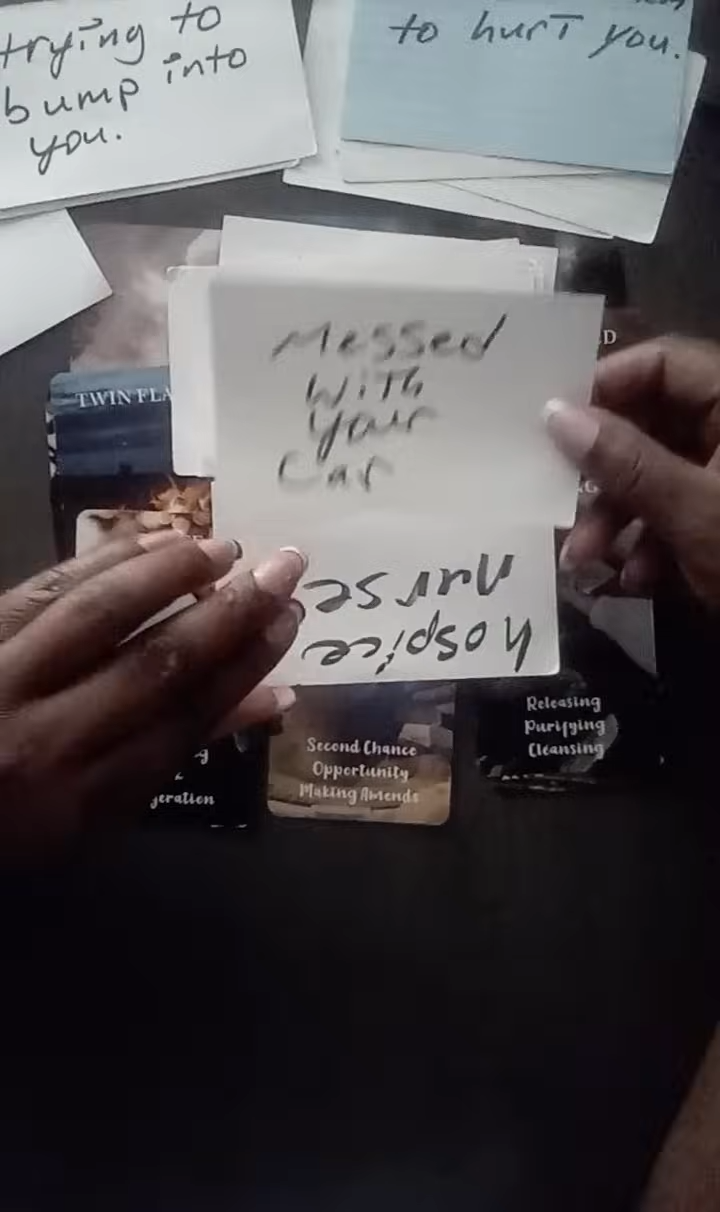 trying to
bump into
you.
to hurt you.
Messed
With
Your
Car
hospice
nurse
TWIN FLA
D
G
Second Chance
Opportunity
Making Amends
Releasing
Purifying
Cleansing
g
&
geration